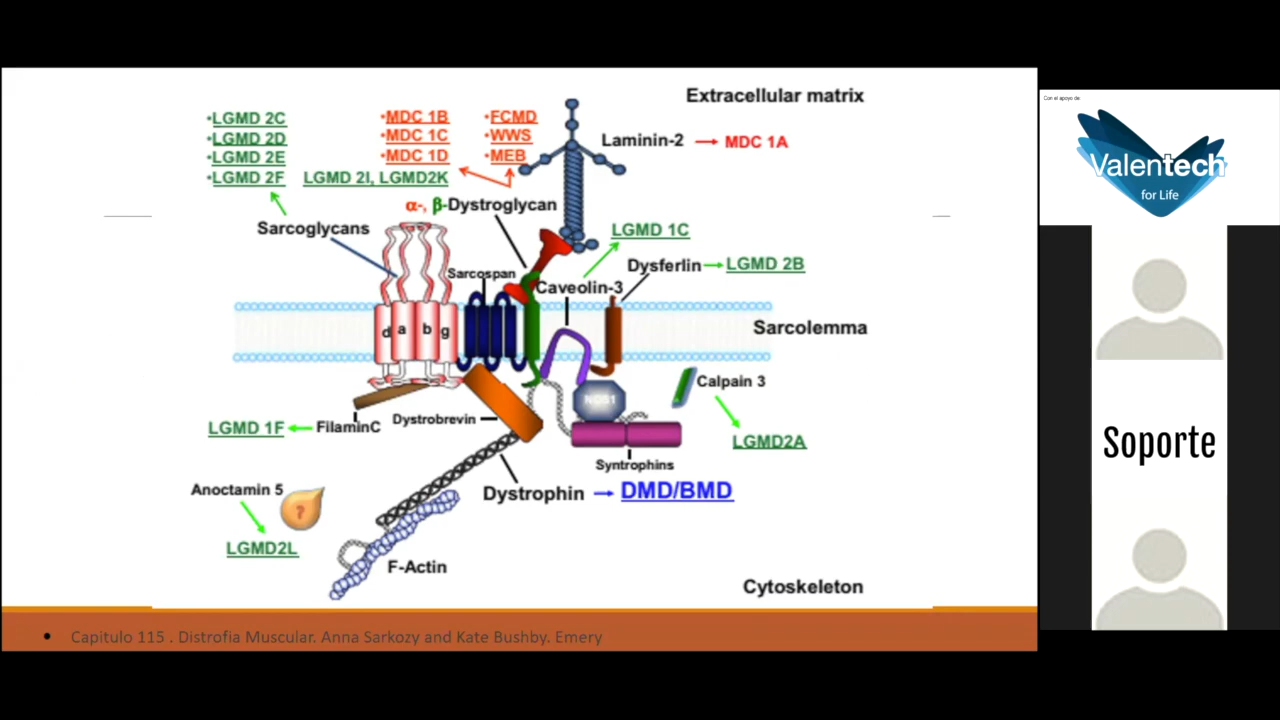 Extracellular matrix
•LGMD 2C
•LGMD 2D
•LGMD 2E
•LGMD 2F
•MDC 1B
•MDC 1C
•MDC 1D
•FCMD
•WWS
•MEB
LGMD 2I, LGMD2K
Laminin-2
MDC 1A
α-, β-Dystroglycan
Sarcoglycans
LGMD 1C
Sarcospan
Caveolin-3
Dysferlin
LGMD 2B
d
a
b
g
Sarcolemma
Calpain 3
LGMD2A
NOS1
LGMD 1F
FilaminC
Dystrobrevin
Syntrophins
Dystrophin
DMD/BMD
Anoctamin 5
?
LGMD2L
F-Actin
Cytoskeleton
• Capitulo 115 . Distrofia Muscular. Anna Sarkozy and Kate Bushby. Emery
Con el apoyo de
Valentech
for Life
Soporte